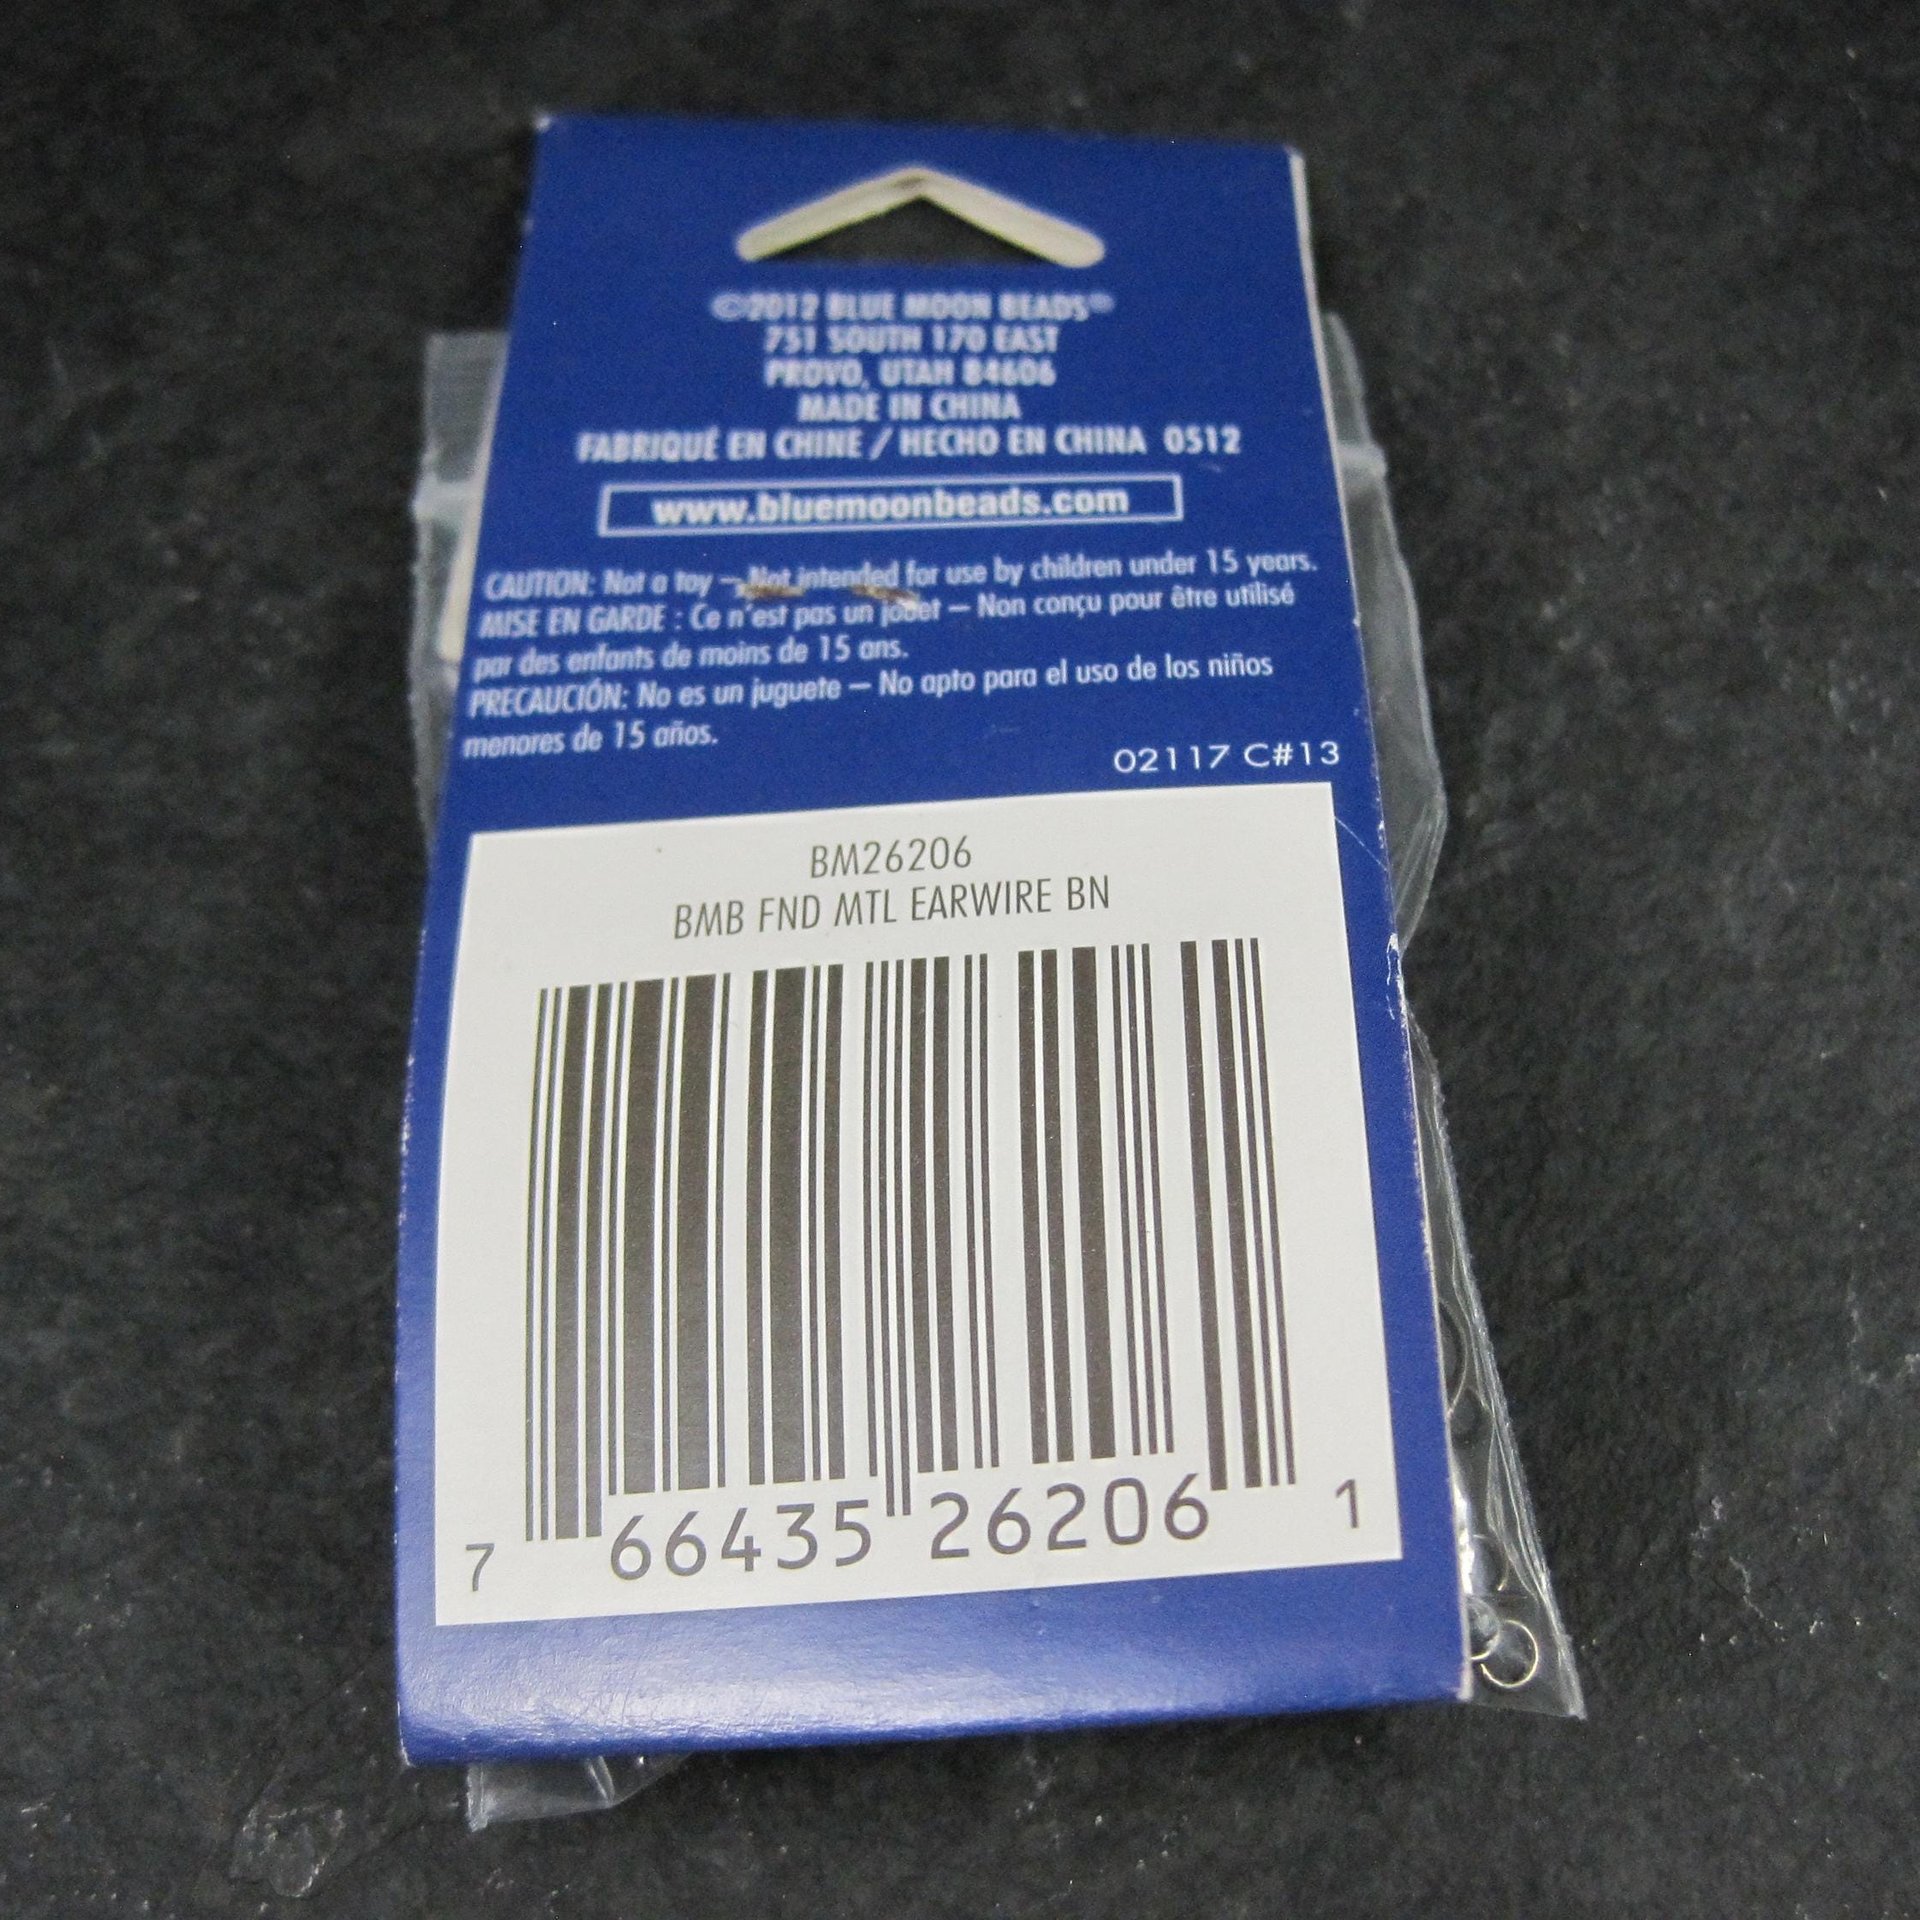 ©2012 BLUE MOON BEADS®
751 SOUTH 170 EAST
PROVO, UTAH 84606
MADE IN CHINA
FABRIQUÉ EN CHINE / HECHO EN CHINA 0512
www.bluemoonbeads.com
CAUTION: Not a toy – Not intended for use by children under 15 years.
MISE EN GARDE : Ce n'est pas un jouet – Non conçu pour être utilisé
par des enfants de moins de 15 ans.
PRECAUCIÓN: No es un juguete – No apto para el uso de los niños
menores de 15 años.
02117 C#13
BM26206
BMB FND MTL EARWIRE BN
7 66435 26206 1